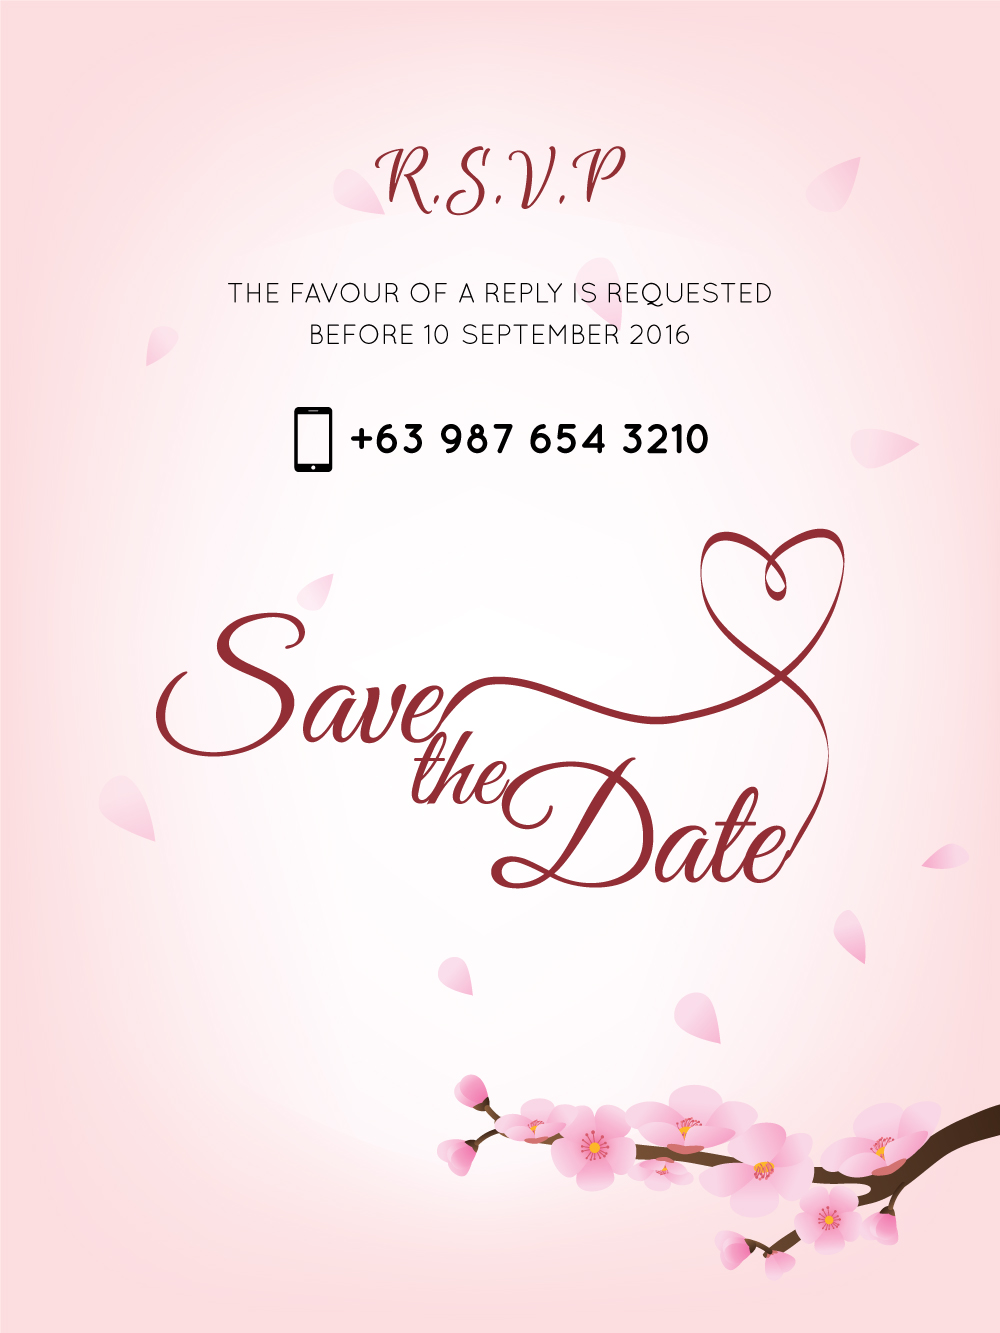 R.S.V.P
THE FAVOUR OF A REPLY IS REQUESTED
BEFORE 10 SEPTEMBER 2016
+63 987 654 3210
Save
the
Date